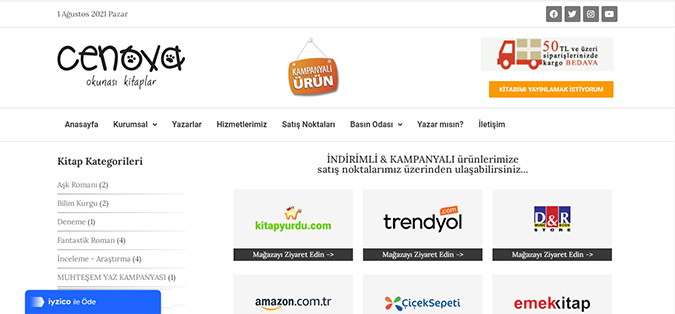 1 Ağustos 2021 Pazar
cenova
okunası kitaplar
KAMPANYALI
ÜRÜN
50 TL ve üzeri
siparişlerinizde
kargo BEDAVA
KİTABIMI YAYINLAMAK İSTİYORUM
Anasayfa Kurumsal Yazarlar Hizmetlerimiz Satış Noktaları Basın Odası Yazar mısın? İletişim
Kitap Kategorileri
Aşk Romanı (2)
Bilim Kurgu (2)
Deneme (1)
Fantastik Roman (4)
İnceleme - Araştırma (4)
MUHTEŞEM YAZ KAMPANYASI (1)
iyzico ile Öde
İNDİRİMLİ & KAMPANYALI ürünlerimize
satış noktalarımız üzerinden ulaşabilirsiniz...
kitapyurdu.com
Mağazayı Ziyaret Edin ->
trendyol.com
Mağazayı Ziyaret Edin ->
D&R
MUSIC BOOK
STORE
Mağazayı Ziyaret Edin ->
amazon.com.tr
ÇiçekSepeti
emekkitap